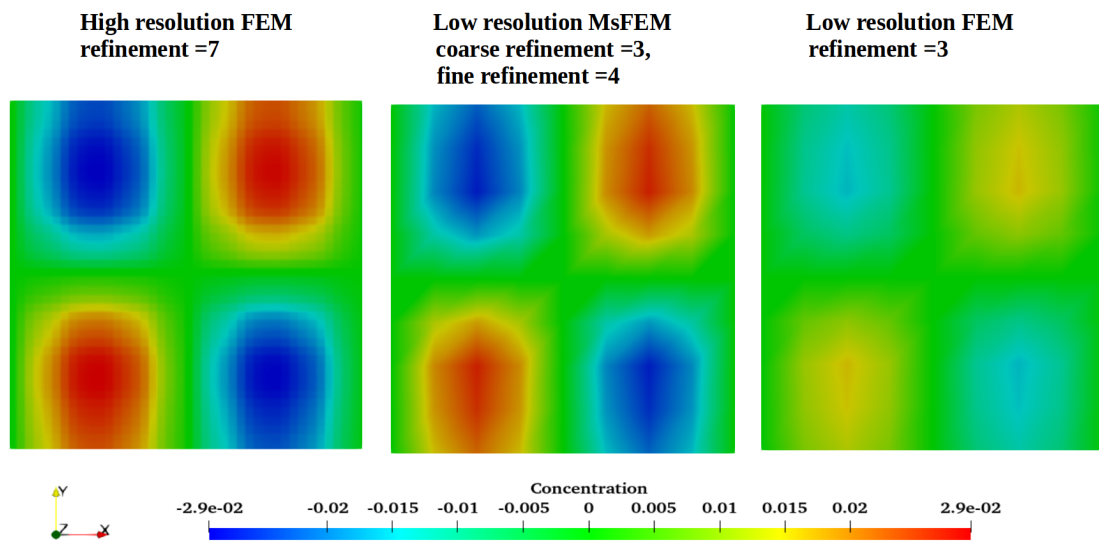 High resolution FEM
refinement =7
Low resolution MsFEM
coarse refinement =3,
fine refinement =4
Low resolution FEM
refinement =3
Concentration
-2.9e-02 -0.02 -0.015 -0.01 -0.005 0 0.005 0.01 0.015 0.02 2.9e-02
Y
Z X